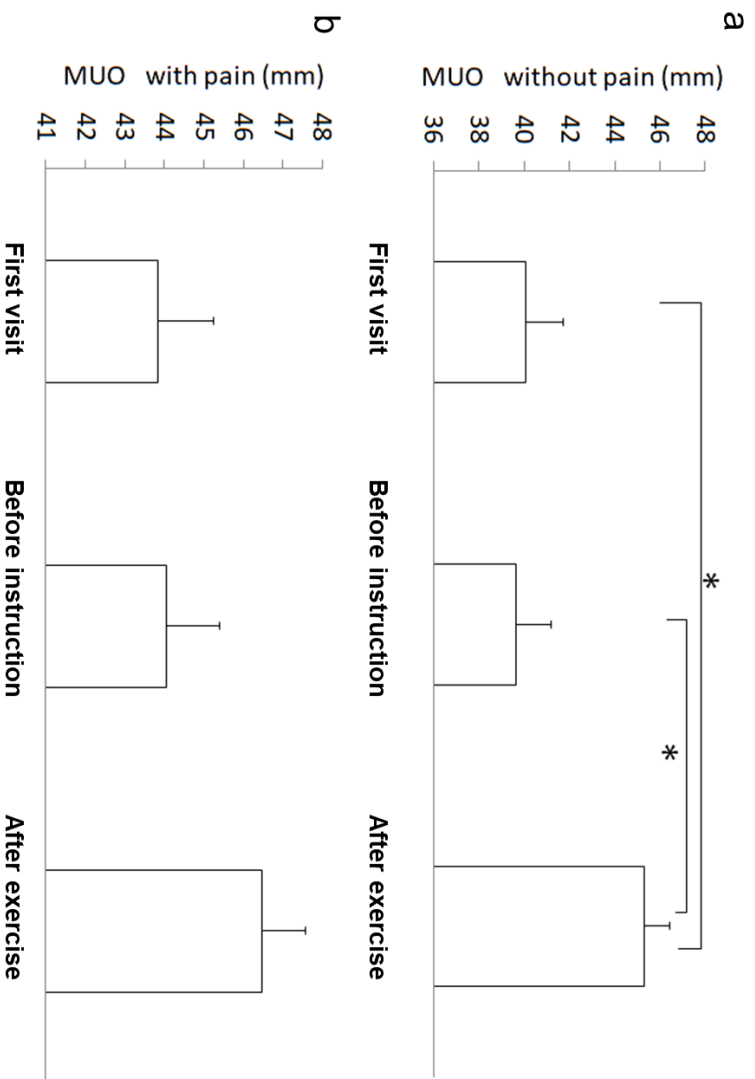 a
MUO without pain (mm)
48
46
44
42
40
38
36
*
*
First visit
Before instruction
After exercise
b
MUO with pain (mm)
48
47
46
45
44
43
42
41
First visit
Before instruction
After exercise